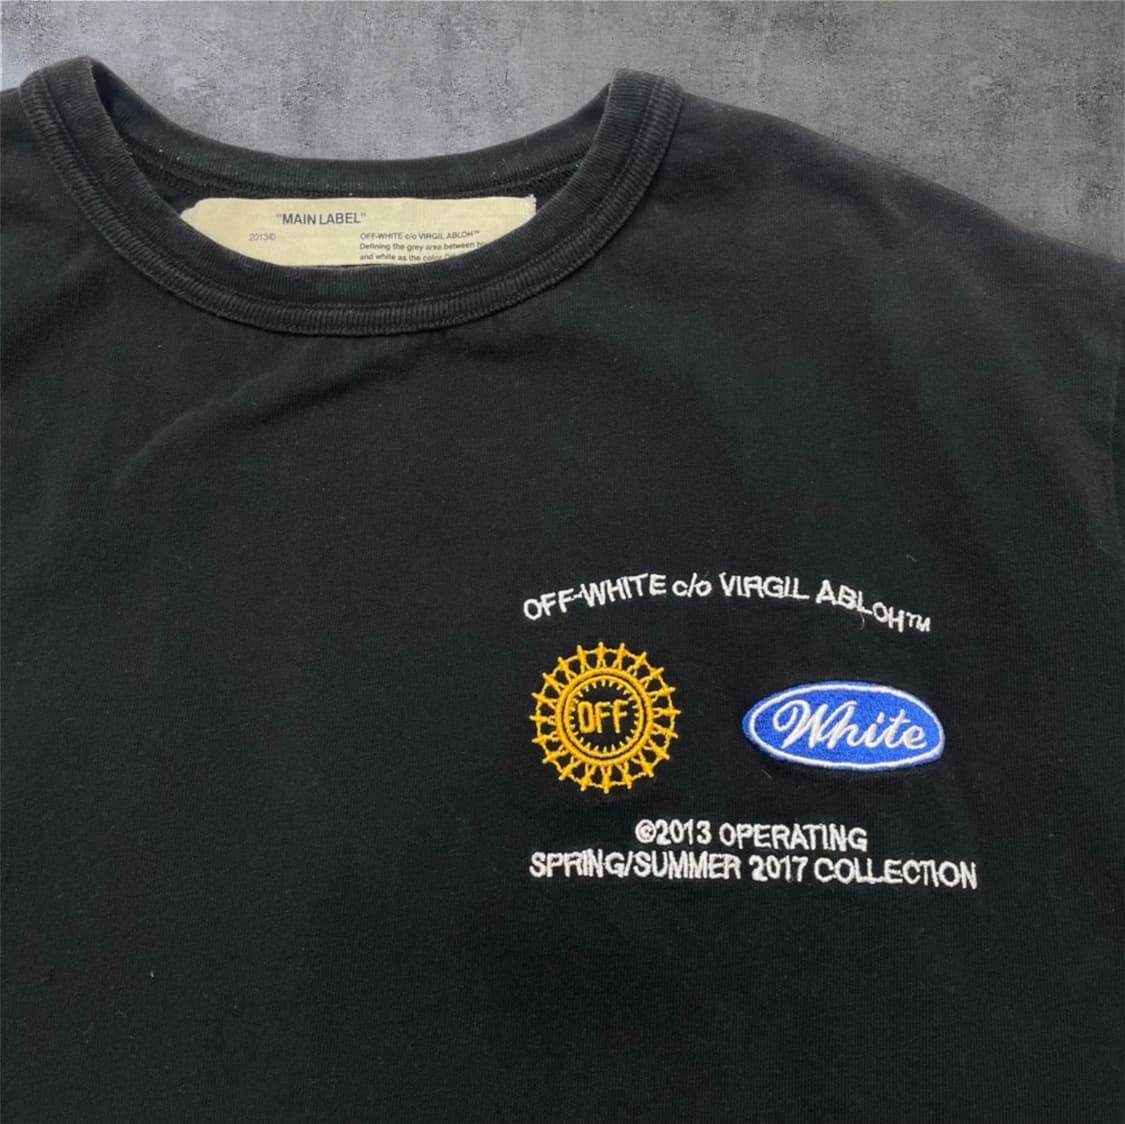 "MAIN LABEL"
2013©
OFF-WHITE c/o VIRGIL ABLOH™
Defining the grey area between
and white as the color
OFF-WHITE c/o VIRGIL ABLOH™
OFF
White
©2013 OPERATING
SPRING/SUMMER 2017 COLLECTION